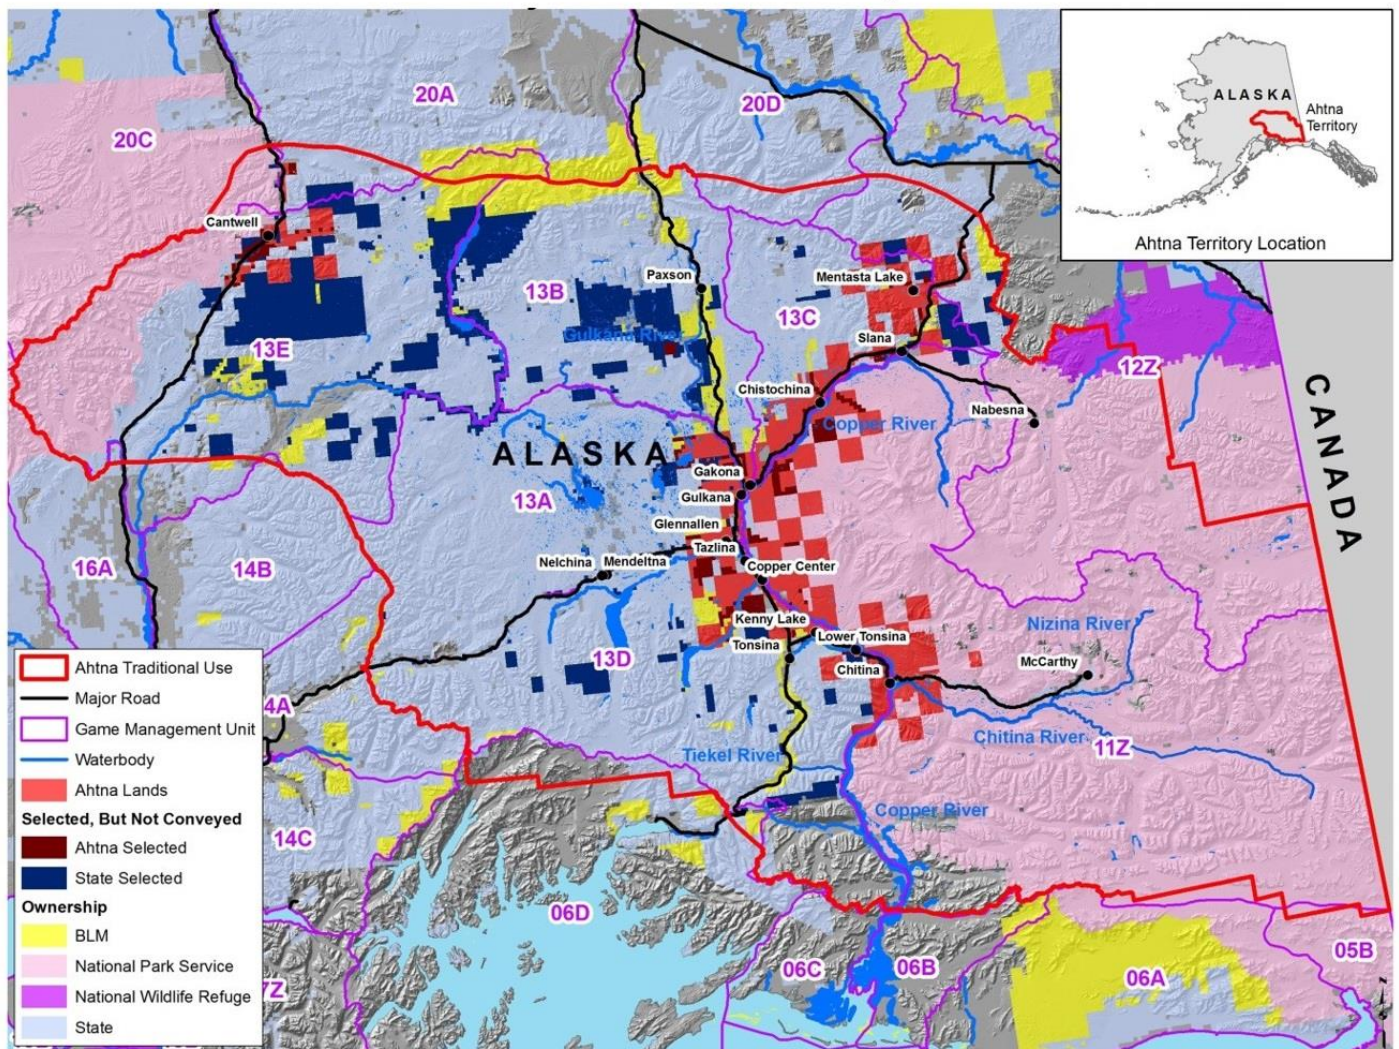 20A
20D
20C
ALASKA
Ahtna
Territory
Ahtna Territory Location
Cantwell
Paxson
Mentasta Lake
13B
13C
Gulkana River
Slana
13E
12Z
CANADA
Chistochina
Nabesna
Copper River
ALASKA
Gakona
Gulkana
13A
Glennallen
Tazlina
Nelchina
Mendeltna
Copper Center
16A
14B
Kenny Lake
Nizina River
Lower Tonsina
Tonsina
13D
McCarthy
Chitina
4A
Chitina River
11Z
Tiekel River
Copper River
14C
06D
06C
06B
05B
06A
7Z
Ahtna Traditional Use
Major Road
Game Management Unit
Waterbody
Ahtna Lands
Selected, But Not Conveyed
Ahtna Selected
State Selected
Ownership
BLM
National Park Service
National Wildlife Refuge
State